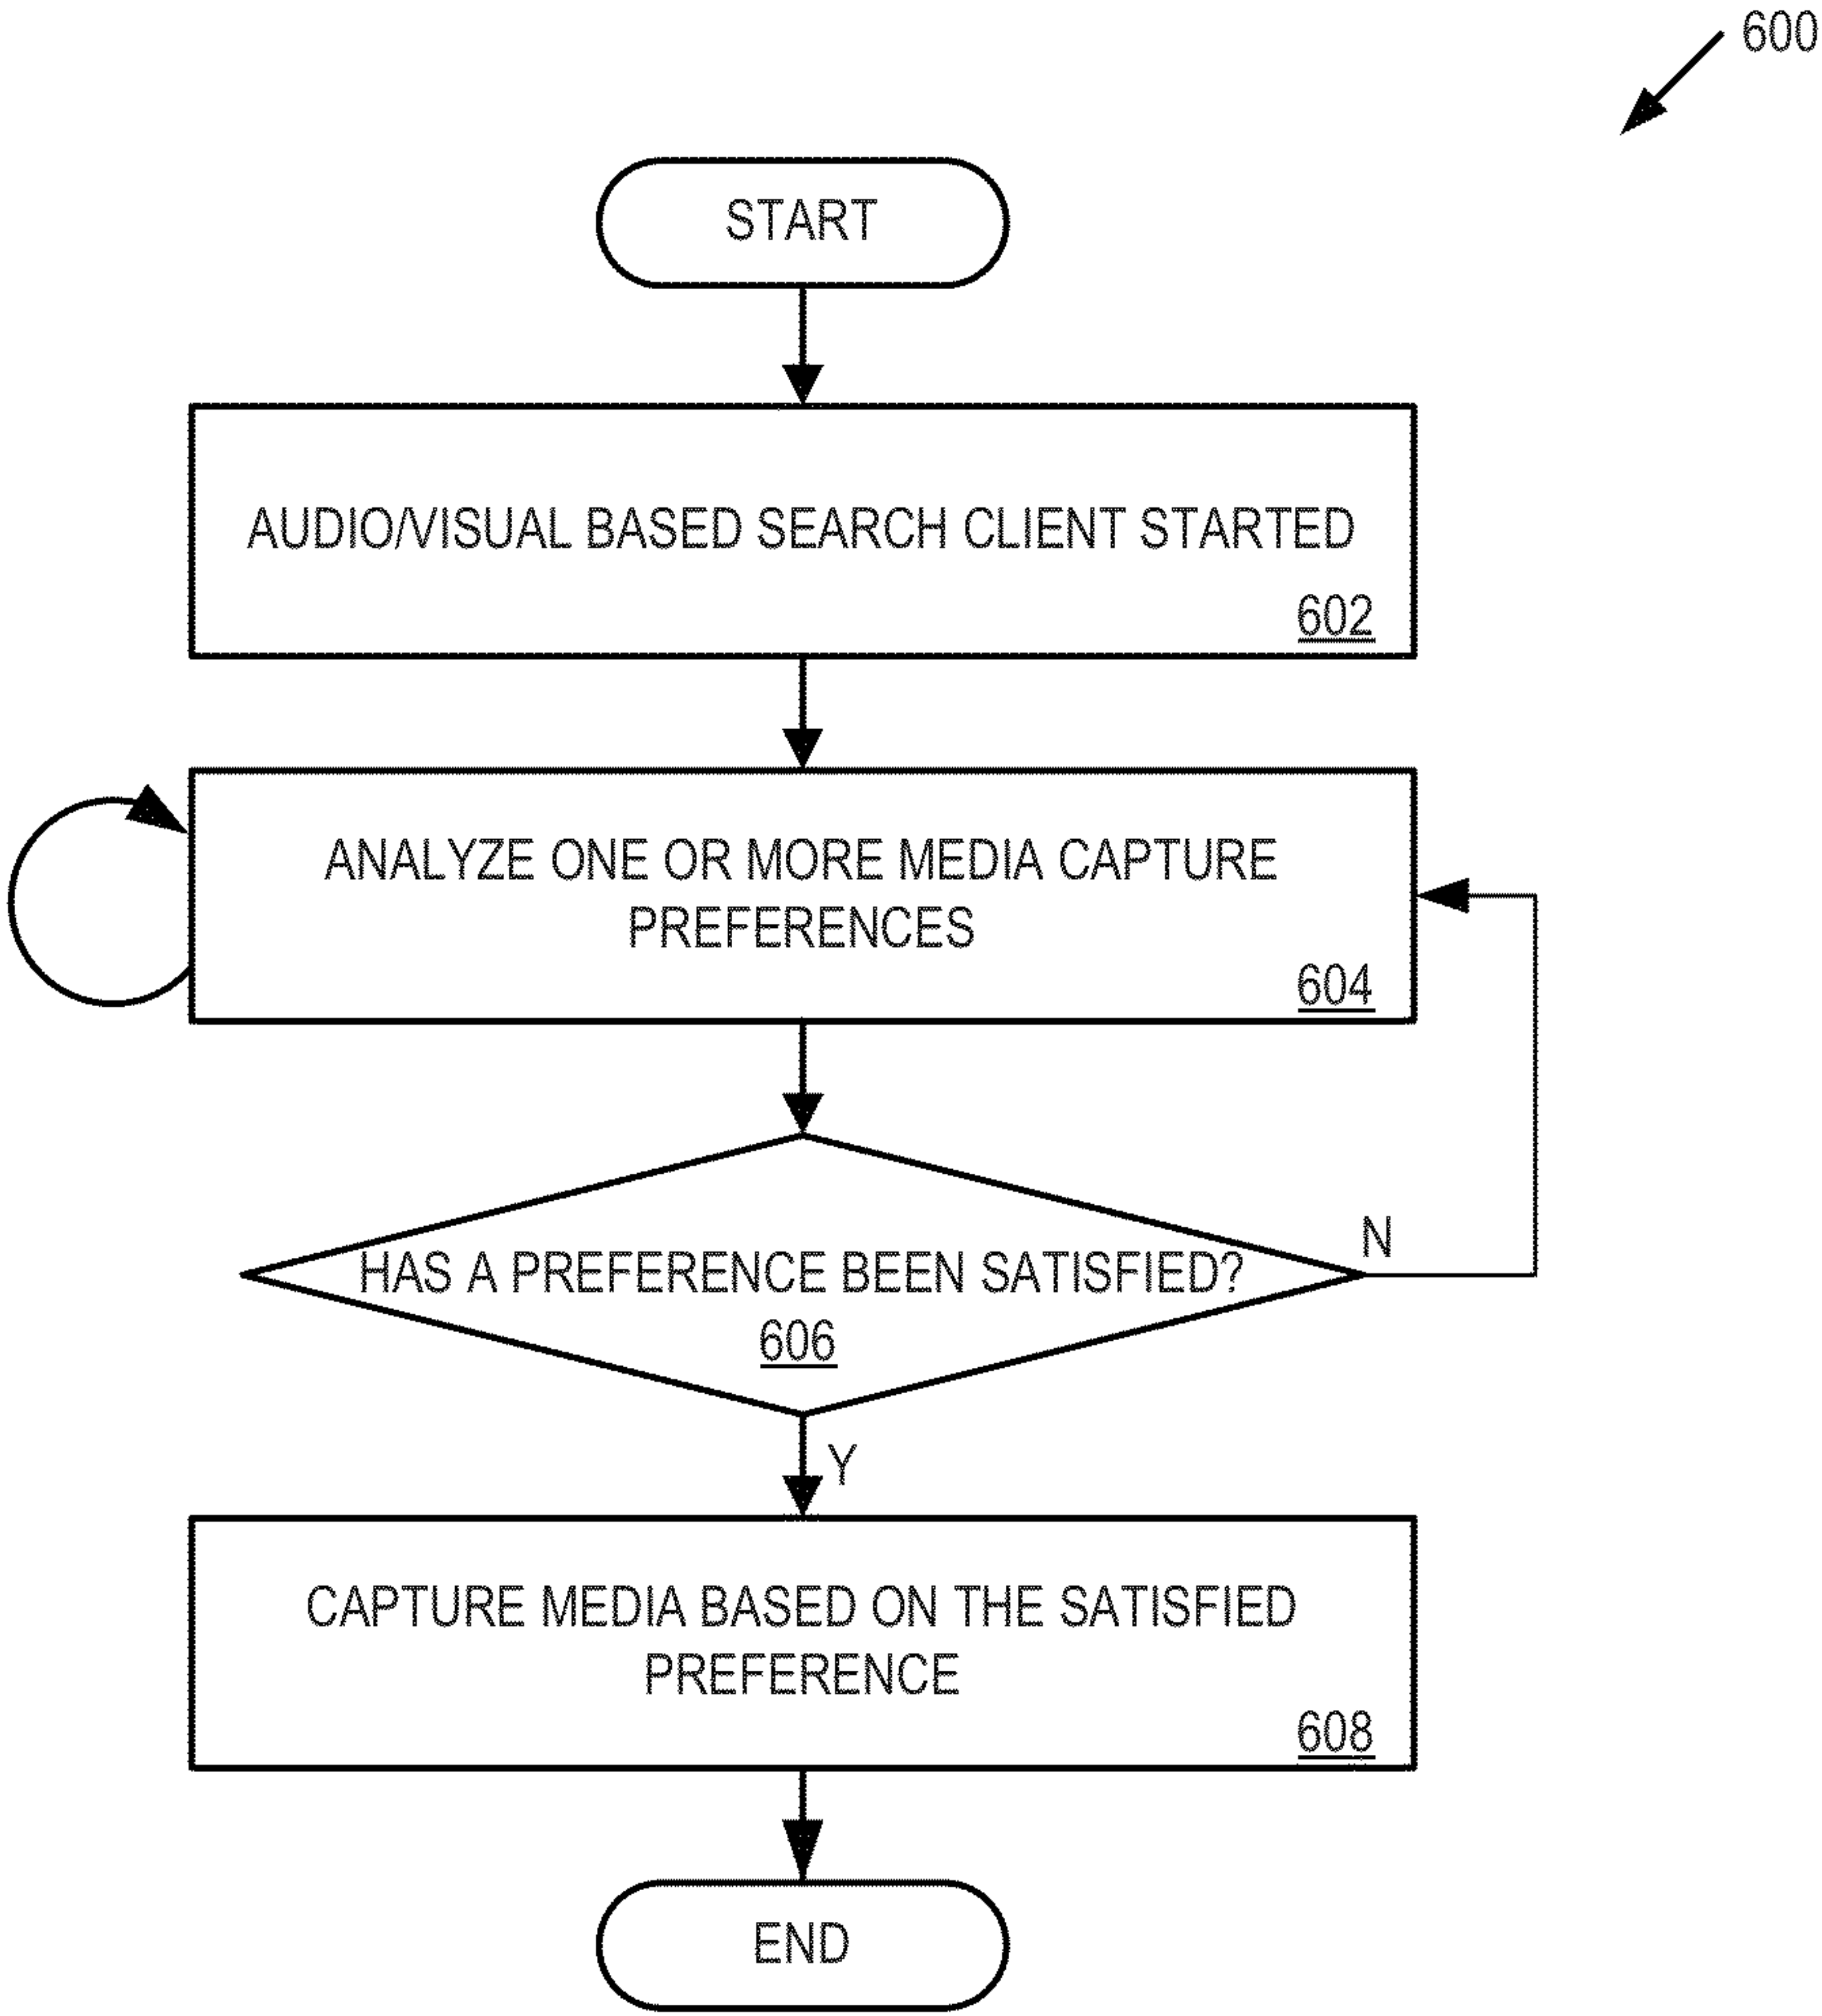 600
START
AUDIO/VISUAL BASED SEARCH CLIENT STARTED
602
ANALYZE ONE OR MORE MEDIA CAPTURE
PREFERENCES
604
HAS A PREFERENCE BEEN SATISFIED?
N
606
Y
CAPTURE MEDIA BASED ON THE SATISFIED
PREFERENCE
608
END